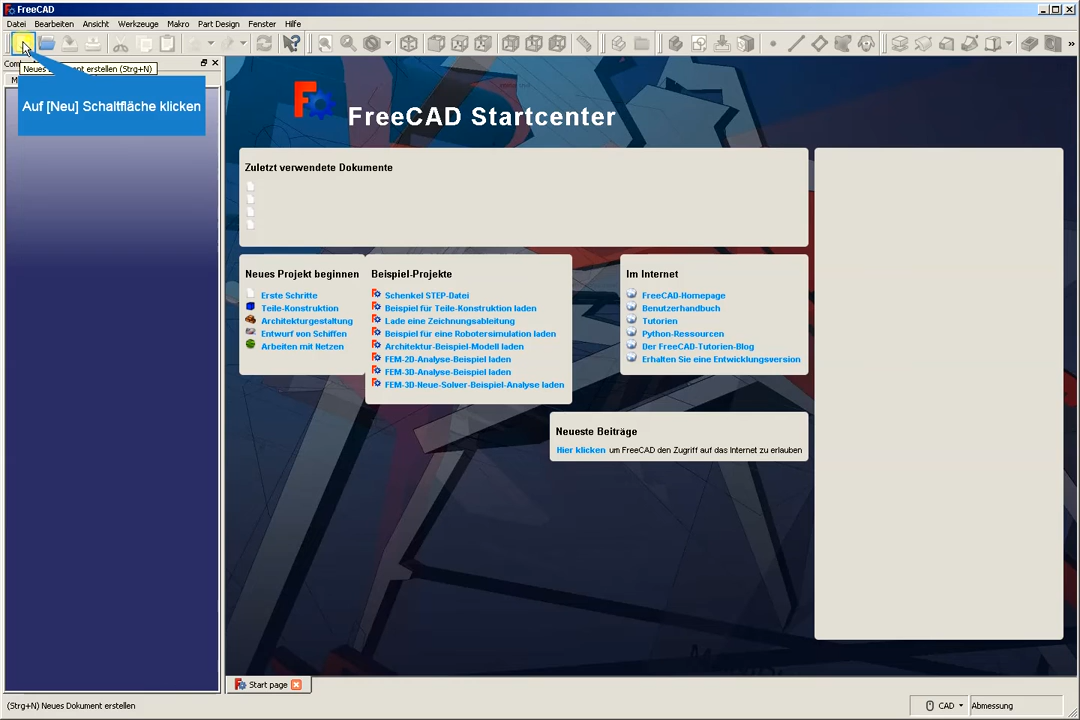 FreeCAD
Datei Bearbeiten Ansicht Werkzeuge Makro Part Design Fenster Hilfe
Com
Neues ent erstellen (Strg+N)
M
Auf [Neu] Schaltfläche klicken
FreeCAD Startcenter
Zuletzt verwendete Dokumente
Neues Projekt beginnen
Erste Schritte
Teile-Konstruktion
Architekturgestaltung
Entwurf von Schiffen
Arbeiten mit Netzen
Beispiel-Projekte
Schenkel STEP-Datei
Beispiel für Teile-Konstruktion laden
Lade eine Zeichnungsableitung
Beispiel für eine Robotersimulation laden
Architektur-Beispiel-Modell laden
FEM-2D-Analyse-Beispiel laden
FEM-3D-Analyse-Beispiel laden
FEM-3D-Neue-Solver-Beispiel-Analyse laden
Im Internet
FreeCAD-Homepage
Benutzerhandbuch
Tutorien
Python-Ressourcen
Der FreeCAD-Tutorien-Blog
Erhalten Sie eine Entwicklungsversion
Neueste Beiträge
Hier klicken um FreeCAD den Zugriff auf das Internet zu erlauben
Start page
(Strg+N) Neues Dokument erstellen
CAD
Abmessung